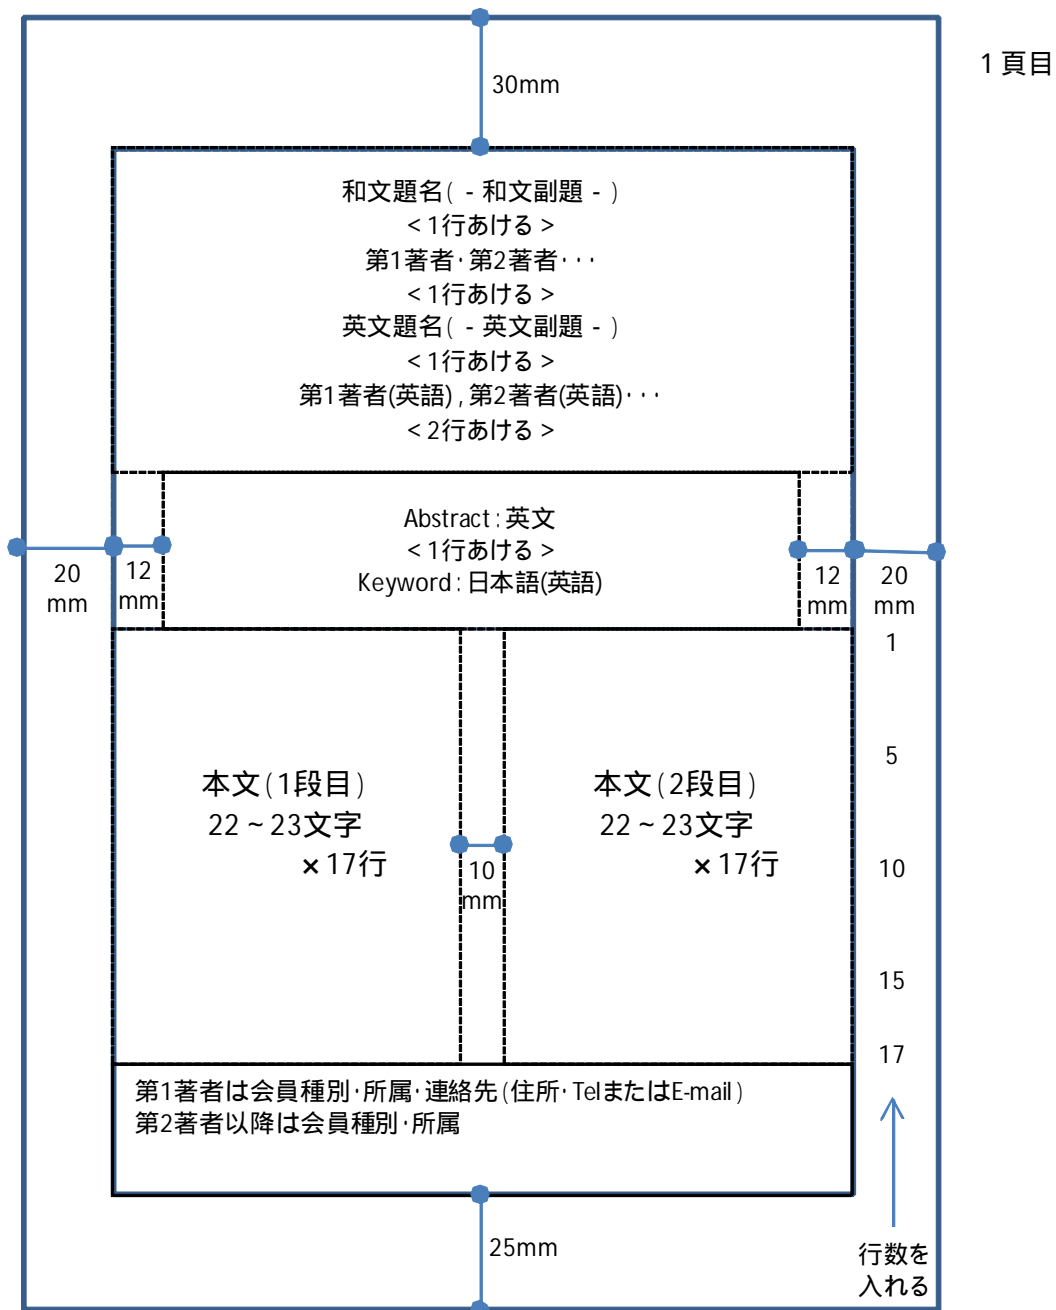 1頁目
30mm
和文題名( - 和文副題 - )
<1行あける>
第1著者・第2著者・・・
<1行あける>
英文題名( - 英文副題 - )
<1行あける>
第1著者(英語),第2著者(英語)・・・
<2行あける>
Abstract:英文
<1行あける>
Keyword:日本語(英語)
20
mm
12
mm
12
mm
20
mm
本文(1段目)
22~23文字
×17行
10
mm
本文(2段目)
22~23文字
×17行
1
5
10
15
17
第1著者は会員種別・所属・連絡先(住所・TelまたはE-mail)
第2著者以降は会員種別・所属
25mm
行数を
入れる